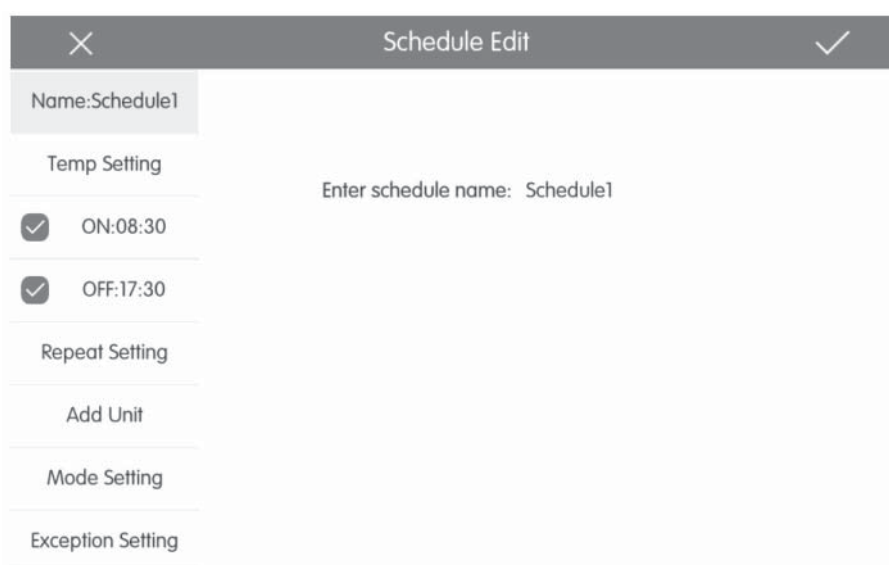 Schedule Edit
Name:Schedule1
Temp Setting
Enter schedule name: Schedule1
ON:08:30
OFF:17:30
Repeat Setting
Add Unit
Mode Setting
Exception Setting